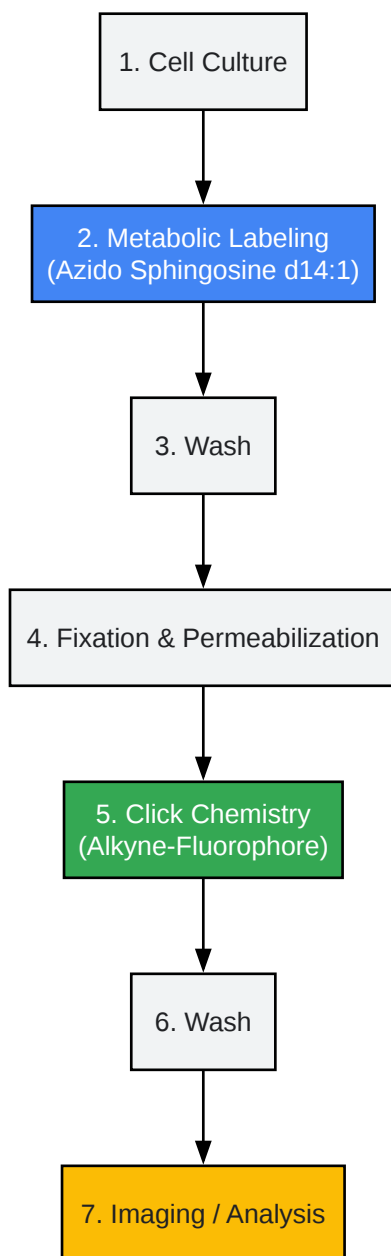 1. Cell Culture
2. Metabolic Labeling
(Azido Sphingosine d14:1)
3. Wash
4. Fixation & Permeabilization
5. Click Chemistry
(Alkyne-Fluorophore)
6. Wash
7. Imaging / Analysis